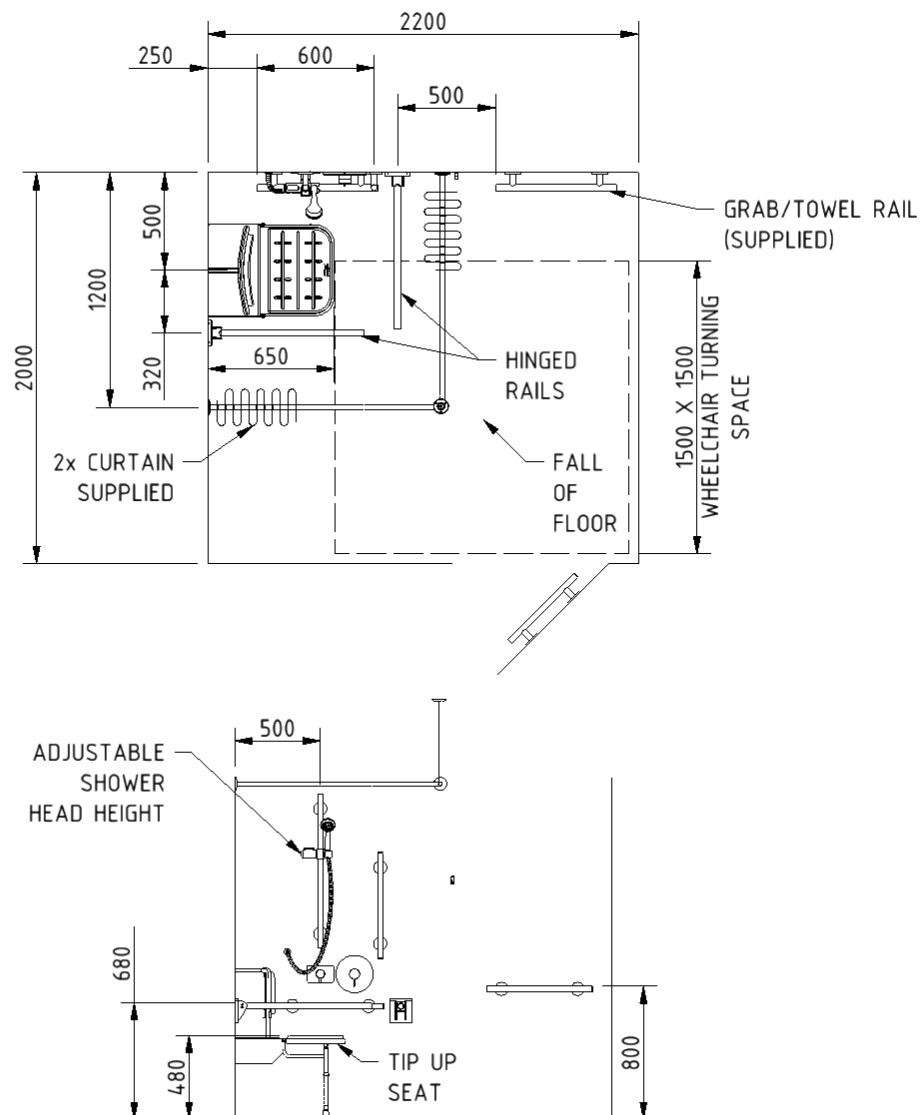 2200
250
600
500
GRAB/TOWEL RAIL
(SUPPLIED)
500
1200
2000
320
650
HINGED
RAILS
1500 X 1500
WHEELCHAIR TURNING
SPACE
2x CURTAIN
SUPPLIED
FALL
OF
FLOOR
500
ADJUSTABLE
SHOWER
HEAD HEIGHT
680
480
TIP UP
SEAT
800